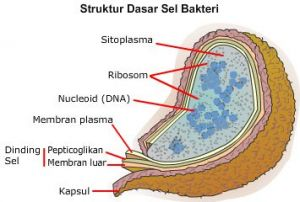 Struktur Dasar Sel Bakteri
Sitoplasma
Ribosom
Nucleoid (DNA)
Membran plasma
Dinding Sel
Pepticoglikan
Membran luar
Kapsul